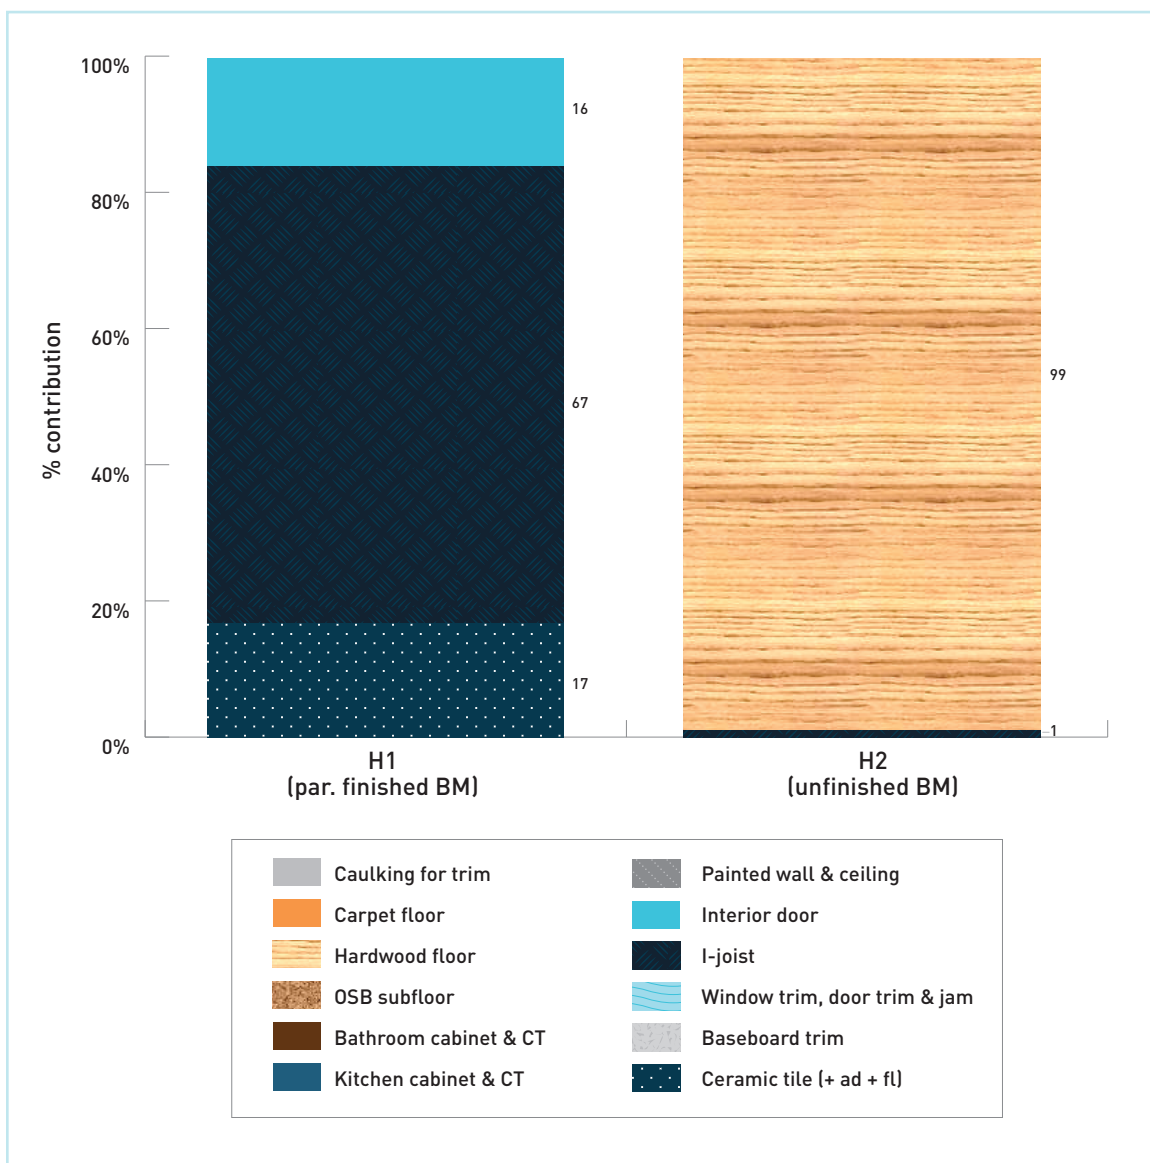 100%
80%
60%
40%
20%
0%
% contribution
16
67
17
99
1
H1
(par. finished BM)
H2
(unfinished BM)
Caulking for trim
Carpet floor
Hardwood floor
OSB subfloor
Bathroom cabinet & CT
Kitchen cabinet & CT
Painted wall & ceiling
Interior door
I-joist
Window trim, door trim & jam
Baseboard trim
Ceramic tile (+ ad + fl)